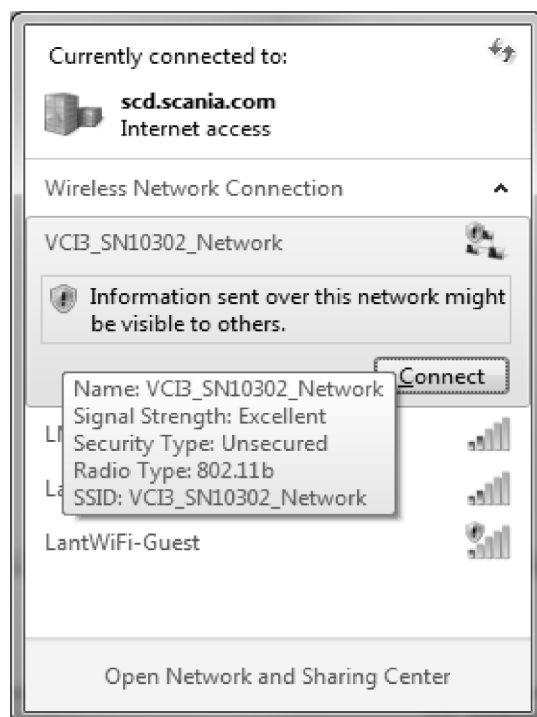 Currently connected to:
scd.scania.com
Internet access
Wireless Network Connection
VCI3_SN10302_Network
Information sent over this network might
be visible to others.
Connect
Name: VCI3_SN10302_Network
Signal Strength: Excellent
Security Type: Unsecured
Radio Type: 802.11b
SSID: VCI3_SN10302_Network
LantWiFi-Guest
Open Network and Sharing Center